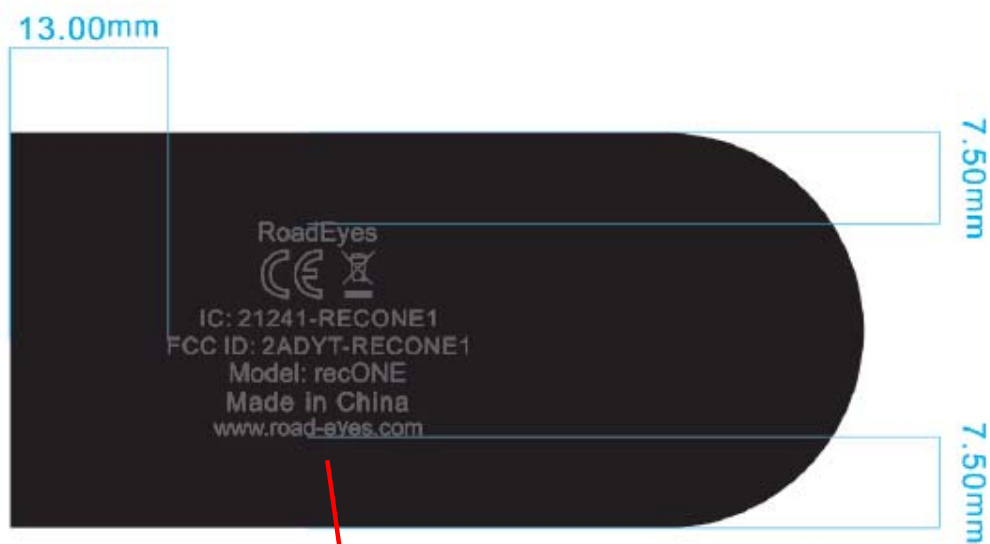 13.00mm
7.50mm
RoadEyes
CE
IC: 21241-RECONE1
FCC ID: 2ADYT-RECONE1
Model: recONE
Made in China
www.road-eyes.com
7.50mm